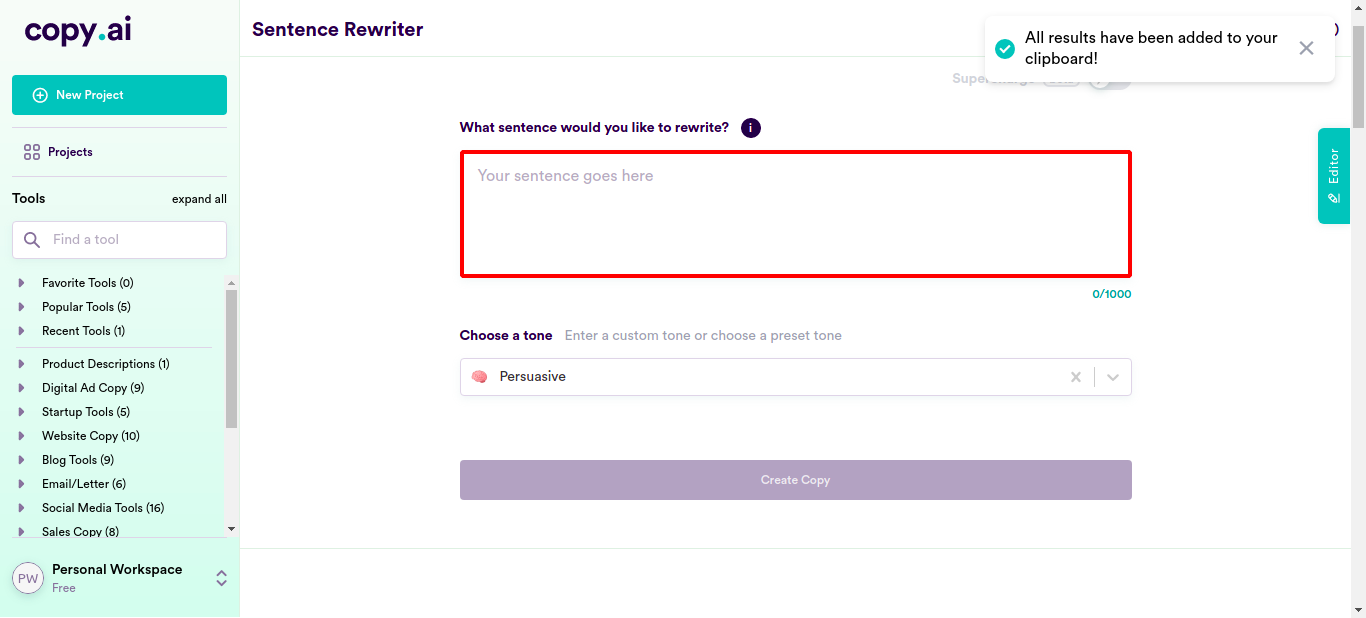 copy.ai
New Project
Projects
Tools
expand all
Find a tool
Favorite Tools (0)
Popular Tools (5)
Recent Tools (1)
Product Descriptions (1)
Digital Ad Copy (9)
Startup Tools (5)
Website Copy (10)
Blog Tools (9)
Email/Letter (6)
Social Media Tools (16)
Sales Copy (8)
PW
Personal Workspace
Free
Sentence Rewriter
All results have been added to your
clipboard!
What sentence would you like to rewrite?
Your sentence goes here
0/1000
Choose a tone Enter a custom tone or choose a preset tone
Persuasive
Create Copy
Editor